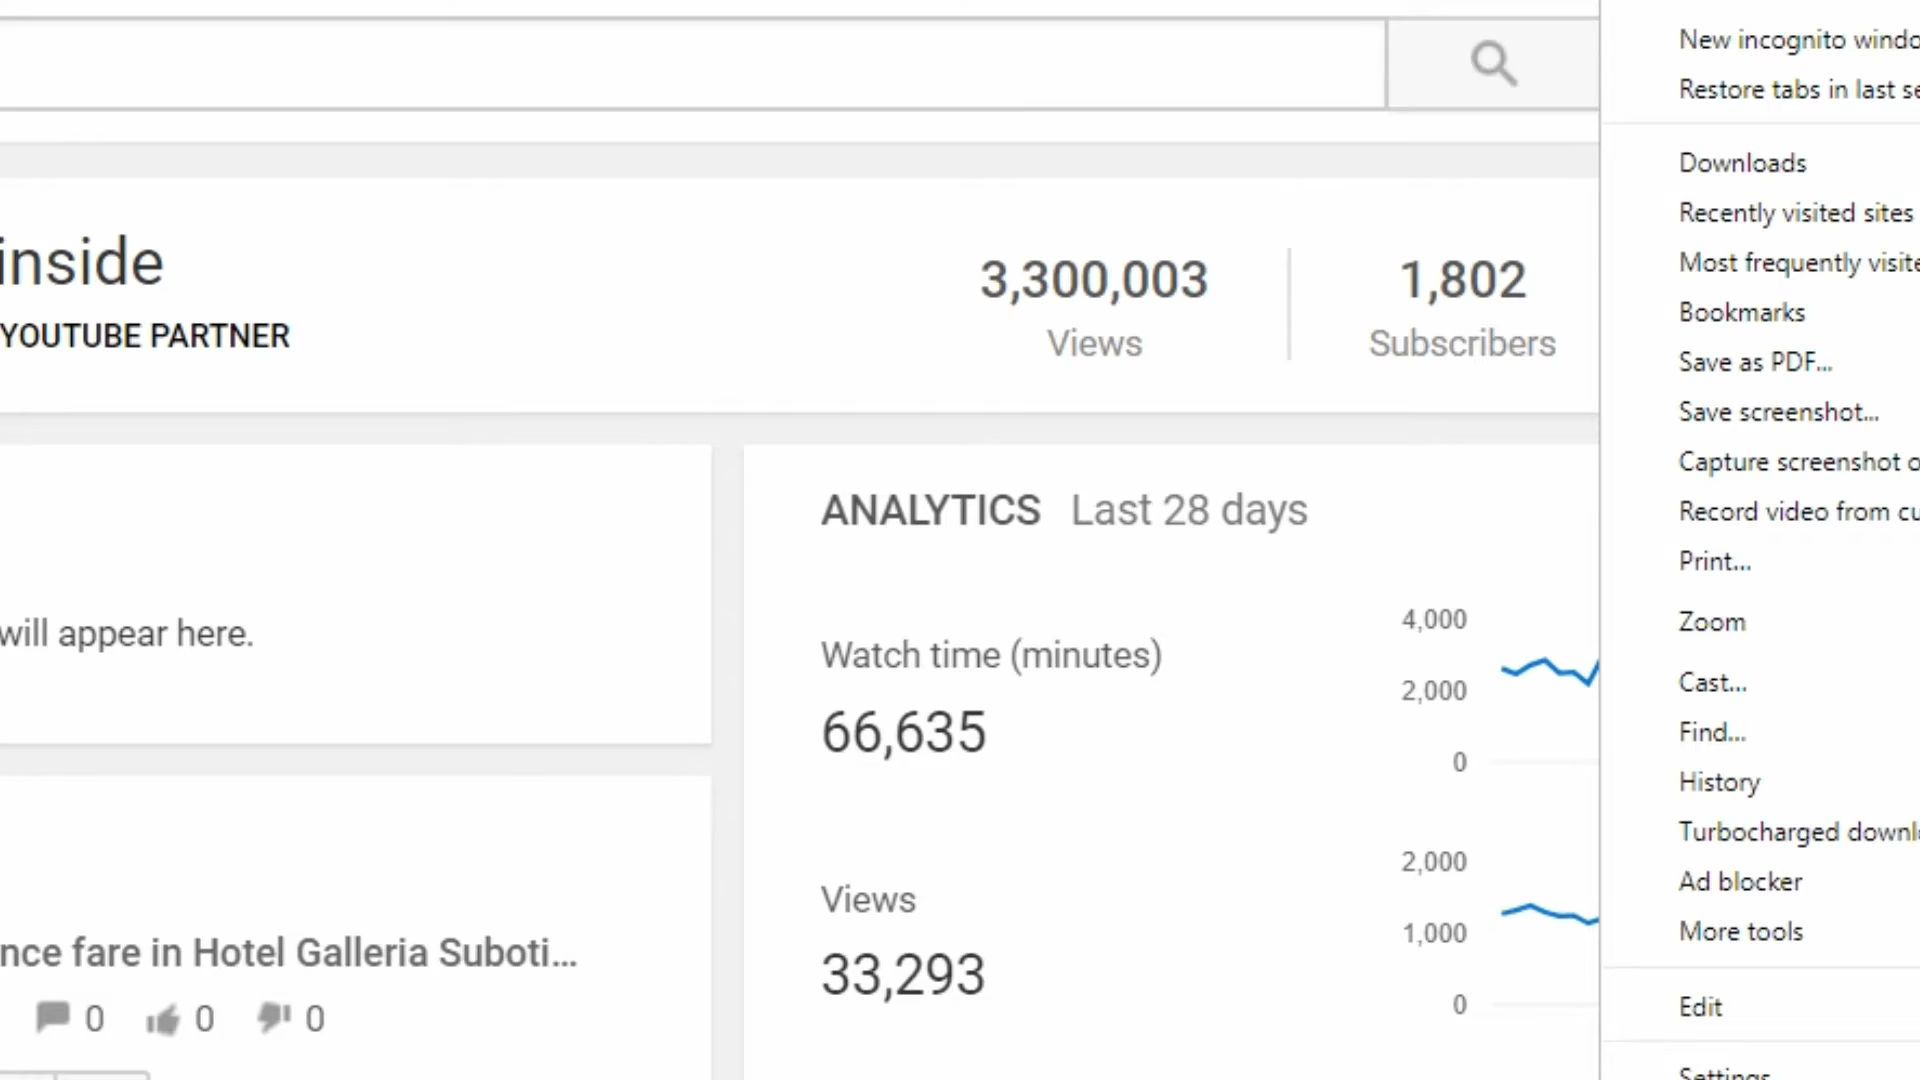 inside
YOUTUBE PARTNER
3,300,003
Views
1,802
Subscribers
will appear here.
nce fare in Hotel Galleria Suboti...
0 0 0
ANALYTICS Last 28 days
Watch time (minutes)
66,635
4,000
2,000
0
Views
33,293
2,000
1,000
0
New incognito windo
Restore tabs in last se
Downloads
Recently visited sites
Most frequently visite
Bookmarks
Save as PDF...
Save screenshot...
Capture screenshot o
Record video from cu
Print...
Zoom
Cast...
Find...
History
Turbocharged downl
Ad blocker
More tools
Edit
Settings